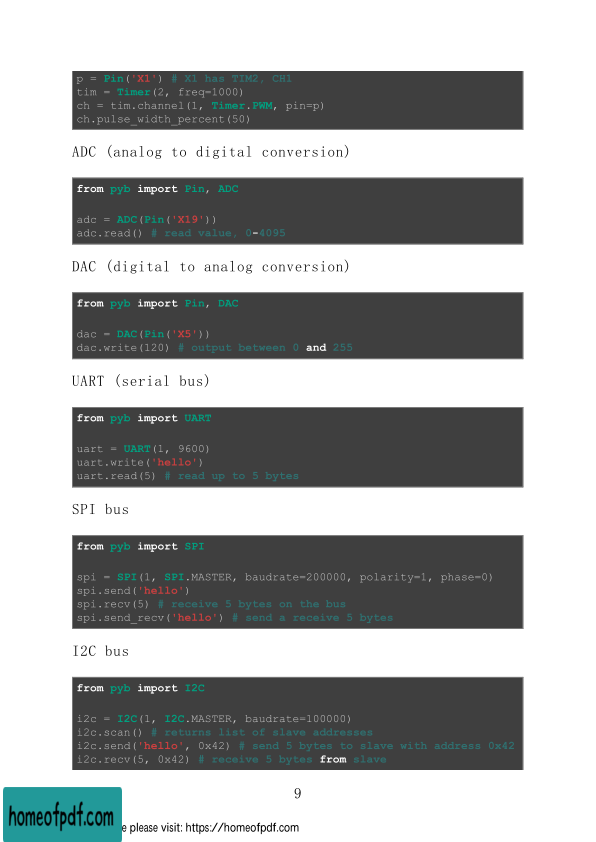 p = Pin('X1') # X1 has TIM2, CH1
tim = Timer(2, freq=1000)
ch = tim.channel(1, Timer.PWM, pin=p)
ch.pulse_width_percent(50)
ADC (analog to digital conversion)
from pyb import Pin, ADC
adc = ADC(Pin('X19'))
adc.read() # read value, 0-4095
DAC (digital to analog conversion)
from pyb import Pin, DAC
dac = DAC(Pin('X5'))
dac.write(120) # output between 0 and 255
UART (serial bus)
from pyb import UART
uart = UART(1, 9600)
uart.write('hello')
uart.read(5) # read up to 5 bytes
SPI bus
from pyb import SPI
spi = SPI(1, SPI.MASTER, baudrate=200000, polarity=1, phase=0)
spi.send('hello')
spi.recv(5) # receive 5 bytes on the bus
spi.send_recv('hello') # send a receive 5 bytes
I2C bus
from pyb import I2C
i2c = I2C(1, I2C.MASTER, baudrate=100000)
i2c.scan() # returns list of slave addresses
i2c.send('hello', 0x42) # send 5 bytes to slave with address 0x42
i2c.recv(5, 0x42) # receive 5 bytes from slave
9
homeofpdf.com
e please visit: https://homeofpdf.com